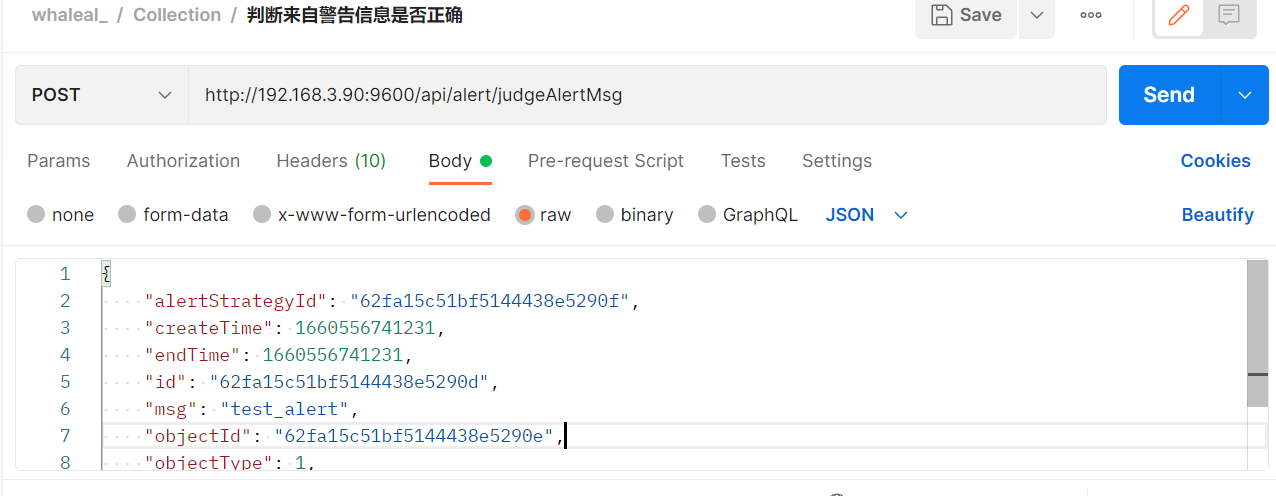 whaleal_ / Collection / 判断来自警告信息是否正确
Save
POST
http://192.168.3.90:9600/api/alert/judgeAlertMsg
Send
Params Authorization Headers (10) Body Pre-request Script Tests Settings Cookies
none form-data x-www-form-urlencoded raw binary GraphQL JSON Beautify
1 {
2 "alertStrategyId": "62fa15c51bf5144438e5290f",
3 "createTime": 1660556741231,
4 "endTime": 1660556741231,
5 "id": "62fa15c51bf5144438e5290d",
6 "msg": "test_alert",
7 "objectId": "62fa15c51bf5144438e5290e",
8 "objectType": 1,